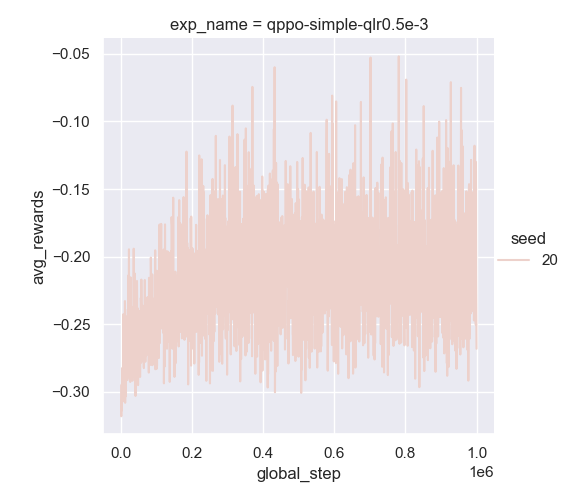 exp_name = qppo-simple-qlr0.5e-3
−0.05
−0.10
−0.15
−0.20
−0.25
−0.30
avg_rewards
seed
20
0.0 0.2 0.4 0.6 0.8 1.0
1e6
global_step